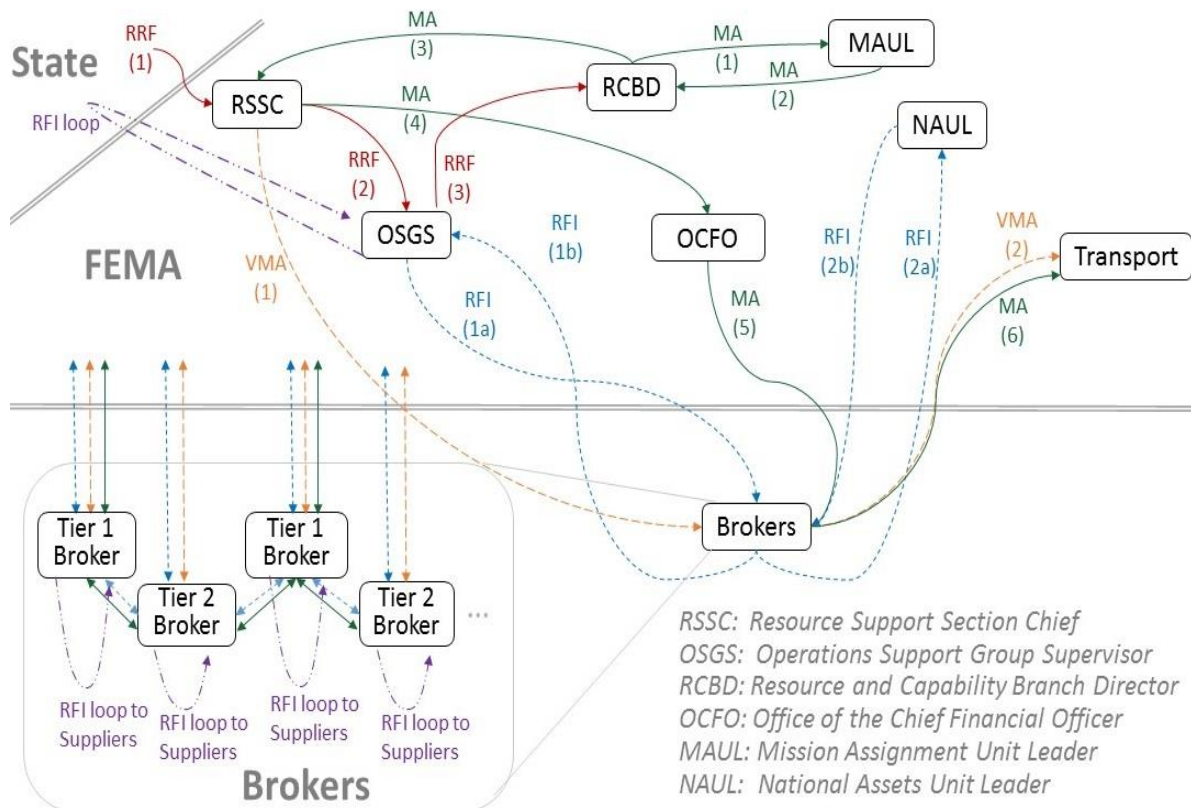 State
RRF
(1)
RFI loop
RSSC
MA
(3)
MA
(4)
RCBD
MA
(1)
MA
(2)
MAUL
NAUL
RRF
(2)
RRF
(3)
OSGS
OCFO
FEMA
VMA
(1)
RFI
(1a)
RFI
(1b)
MA
(5)
RFI
(2b)
RFI
(2a)
VMA
(2)
Transport
MA
(6)
Brokers
Tier 1
Broker
Tier 2
Broker
Tier 1
Broker
Tier 2
Broker
...
RFI loop to
Suppliers
RFI loop to
Suppliers
RFI loop to
Suppliers
RFI loop to
Suppliers
Brokers
RSSC: Resource Support Section Chief
OSGS: Operations Support Group Supervisor
RCBD: Resource and Capability Branch Director
OCFO: Office of the Chief Financial Officer
MAUL: Mission Assignment Unit Leader
NAUL: National Assets Unit Leader